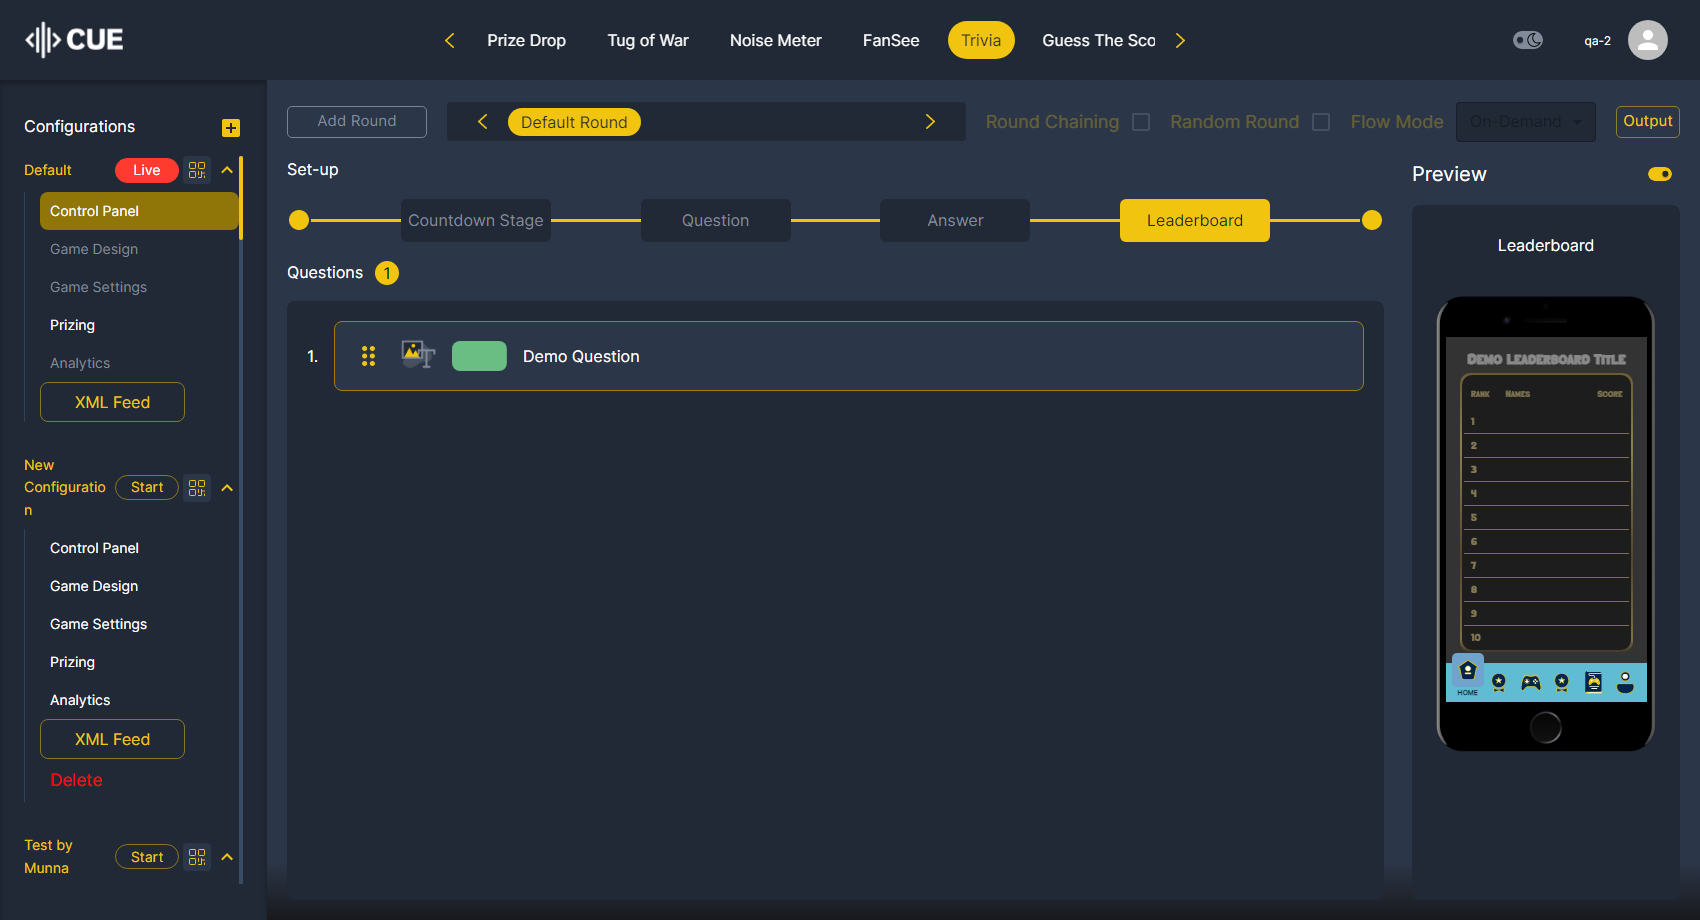 CUE
Prize Drop
Tug of War
Noise Meter
FanSee
Trivia
Guess The Sco
qa-2
Configurations
Default
Live
Control Panel
Game Design
Game Settings
Prizing
Analytics
XML Feed
New
Configuratio
n
Start
Control Panel
Game Design
Game Settings
Prizing
Analytics
XML Feed
Delete
Test by
Munna
Start
Add Round
Default Round
Round Chaining
Random Round
Flow Mode
On-Demand
Output
Set-up
Countdown Stage
Question
Answer
Leaderboard
Questions 1
1.
Demo Question
Preview
Leaderboard
Demo Leaderboard Title
Rank Names Score
1
2
3
4
5
6
7
8
9
10
HOME